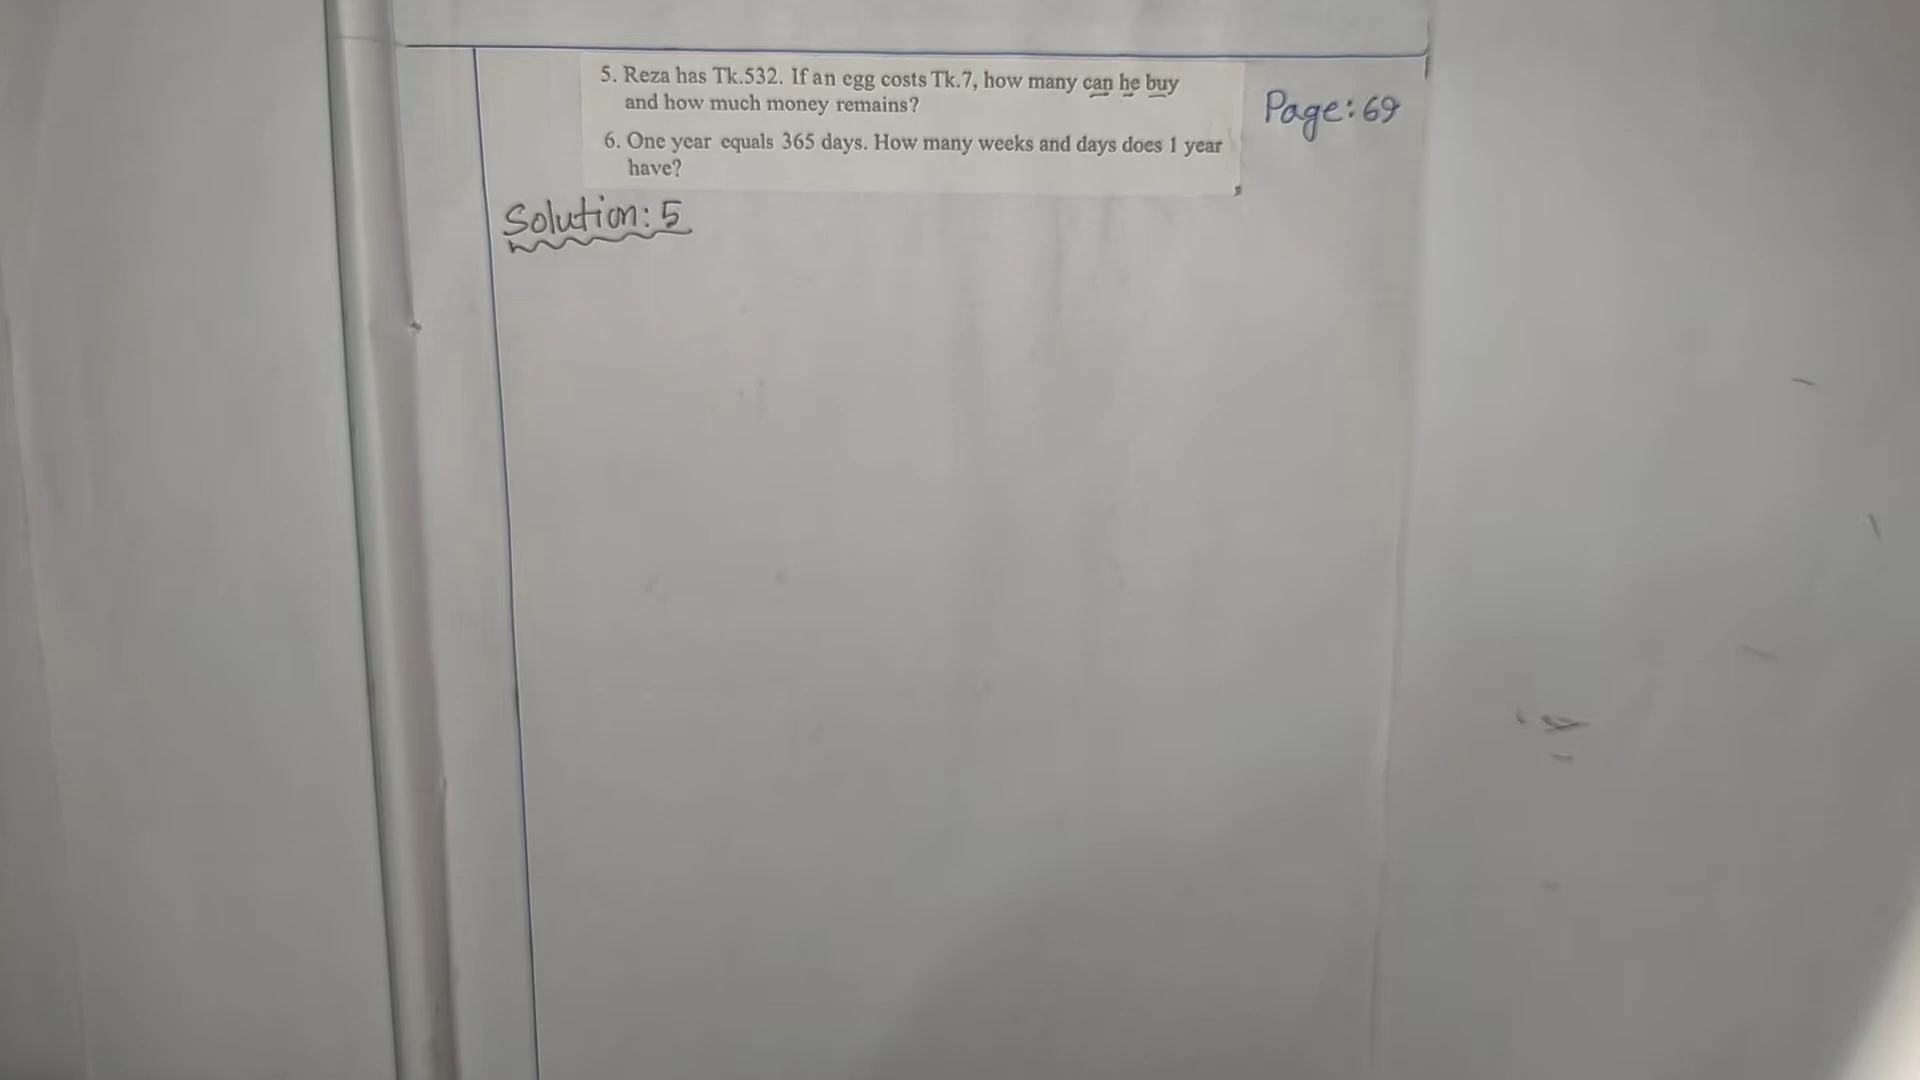 5. Reza has Tk.532. If an egg costs Tk.7, how many can he buy
and how much money remains?
Page: 69
6. One year equals 365 days. How many weeks and days does 1 year
have?
Solution: 5